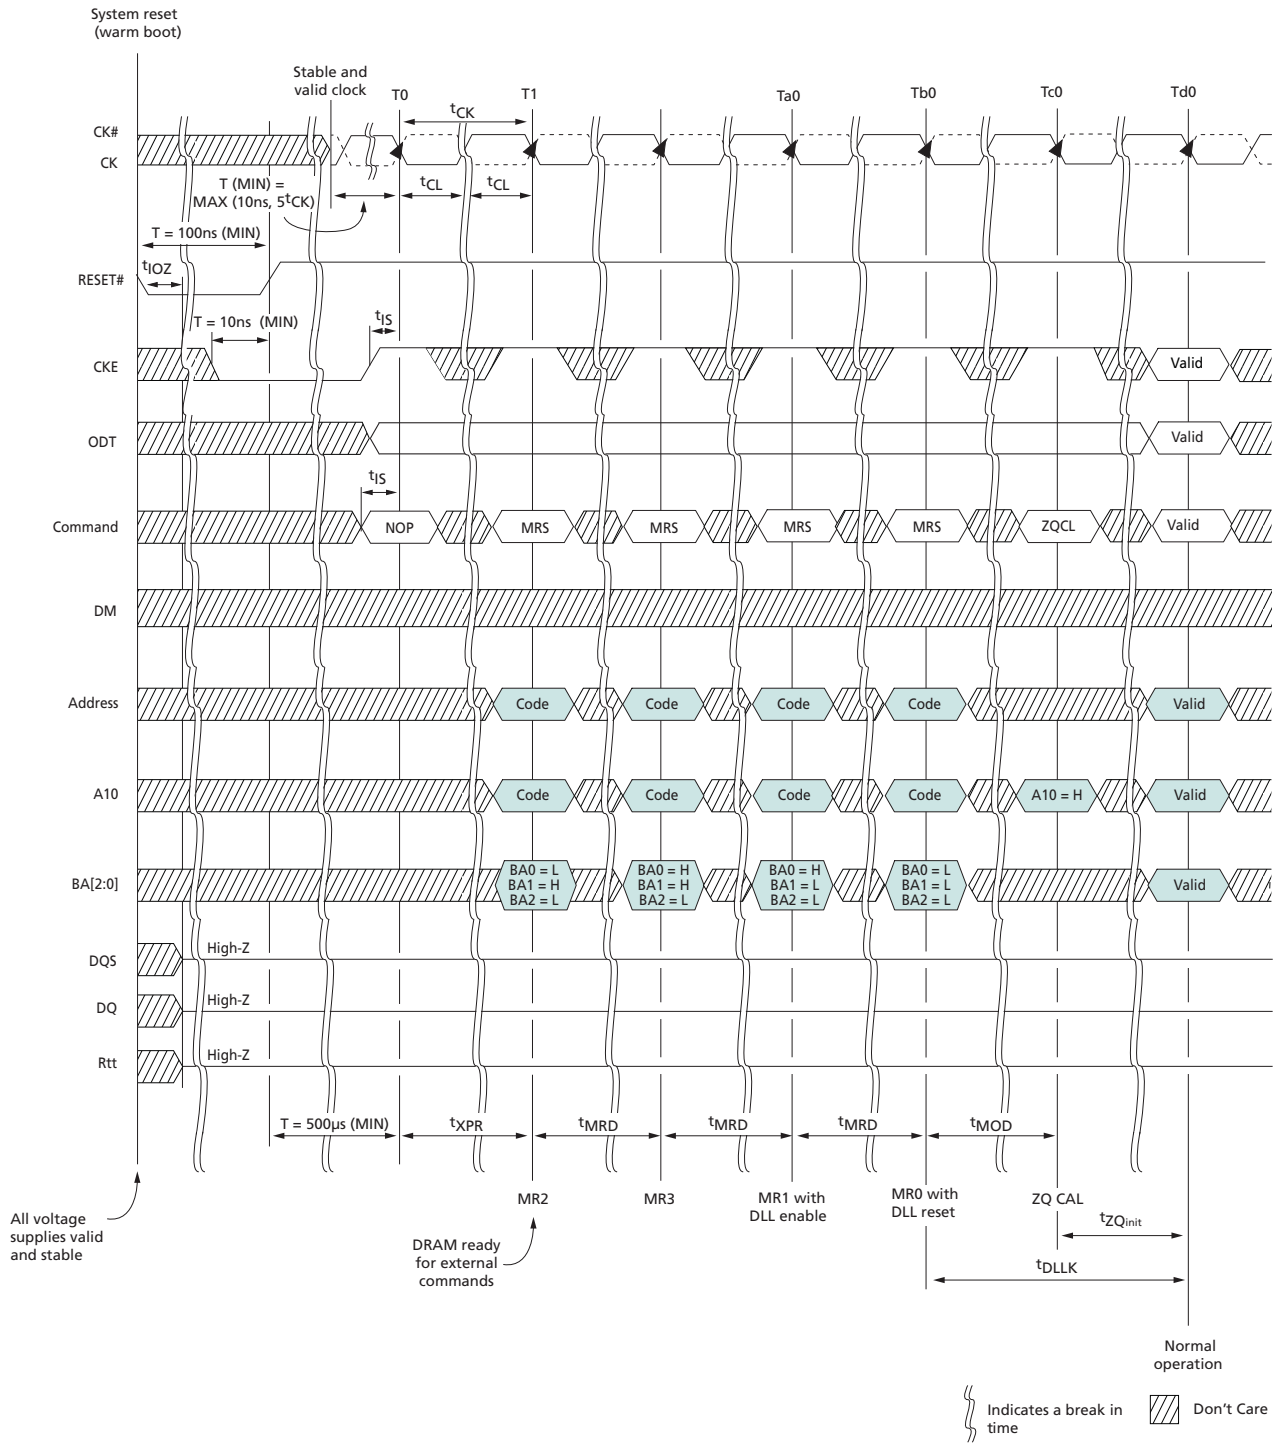 System reset
(warm boot)
Stable and
valid clock
T0
T1
Ta0
Tb0
Tc0
Td0
tCK
CK#
CK
T (MIN) =
MAX (10ns, 5tCK)
tCL
tCL
T = 100ns (MIN)
tIOZ
RESET#
T = 10ns (MIN)
tIS
CKE
Valid
ODT
Valid
tIS
Command
NOP
MRS
MRS
MRS
MRS
ZQCL
Valid
DM
Address
Code
Code
Code
Code
Valid
A10
Code
Code
Code
Code
A10 = H
Valid
BA[2:0]
BA0 = L
BA1 = H
BA2 = L
BA0 = H
BA1 = H
BA2 = L
BA0 = H
BA1 = L
BA2 = L
BA0 = L
BA1 = L
BA2 = L
Valid
DQS
High-Z
DQ
High-Z
Rtt
High-Z
T = 500μs (MIN)
tXPR
tMRD
tMRD
tMRD
tMOD
MR2
MR3
MR1 with
DLL enable
MR0 with
DLL reset
ZQ CAL
All voltage
supplies valid
and stable
DRAM ready
for external
commands
tZQinit
tDLLK
Normal
operation
Indicates a break in
time
Don't Care